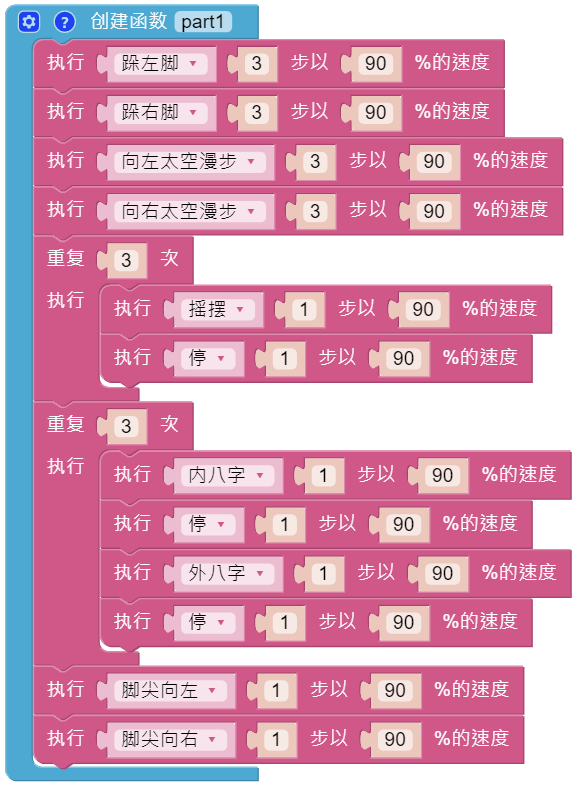 创建函数 part1
执行 跺左脚 3 步以 90 %的速度
执行 跺右脚 3 步以 90 %的速度
执行 向左太空漫步 3 步以 90 %的速度
执行 向右太空漫步 3 步以 90 %的速度
重复 3 次
执行 执行 摇摆 1 步以 90 %的速度
执行 停 1 步以 90 %的速度
重复 3 次
执行 执行 内八字 1 步以 90 %的速度
执行 停 1 步以 90 %的速度
执行 外八字 1 步以 90 %的速度
执行 停 1 步以 90 %的速度
执行 脚尖向左 1 步以 90 %的速度
执行 脚尖向右 1 步以 90 %的速度